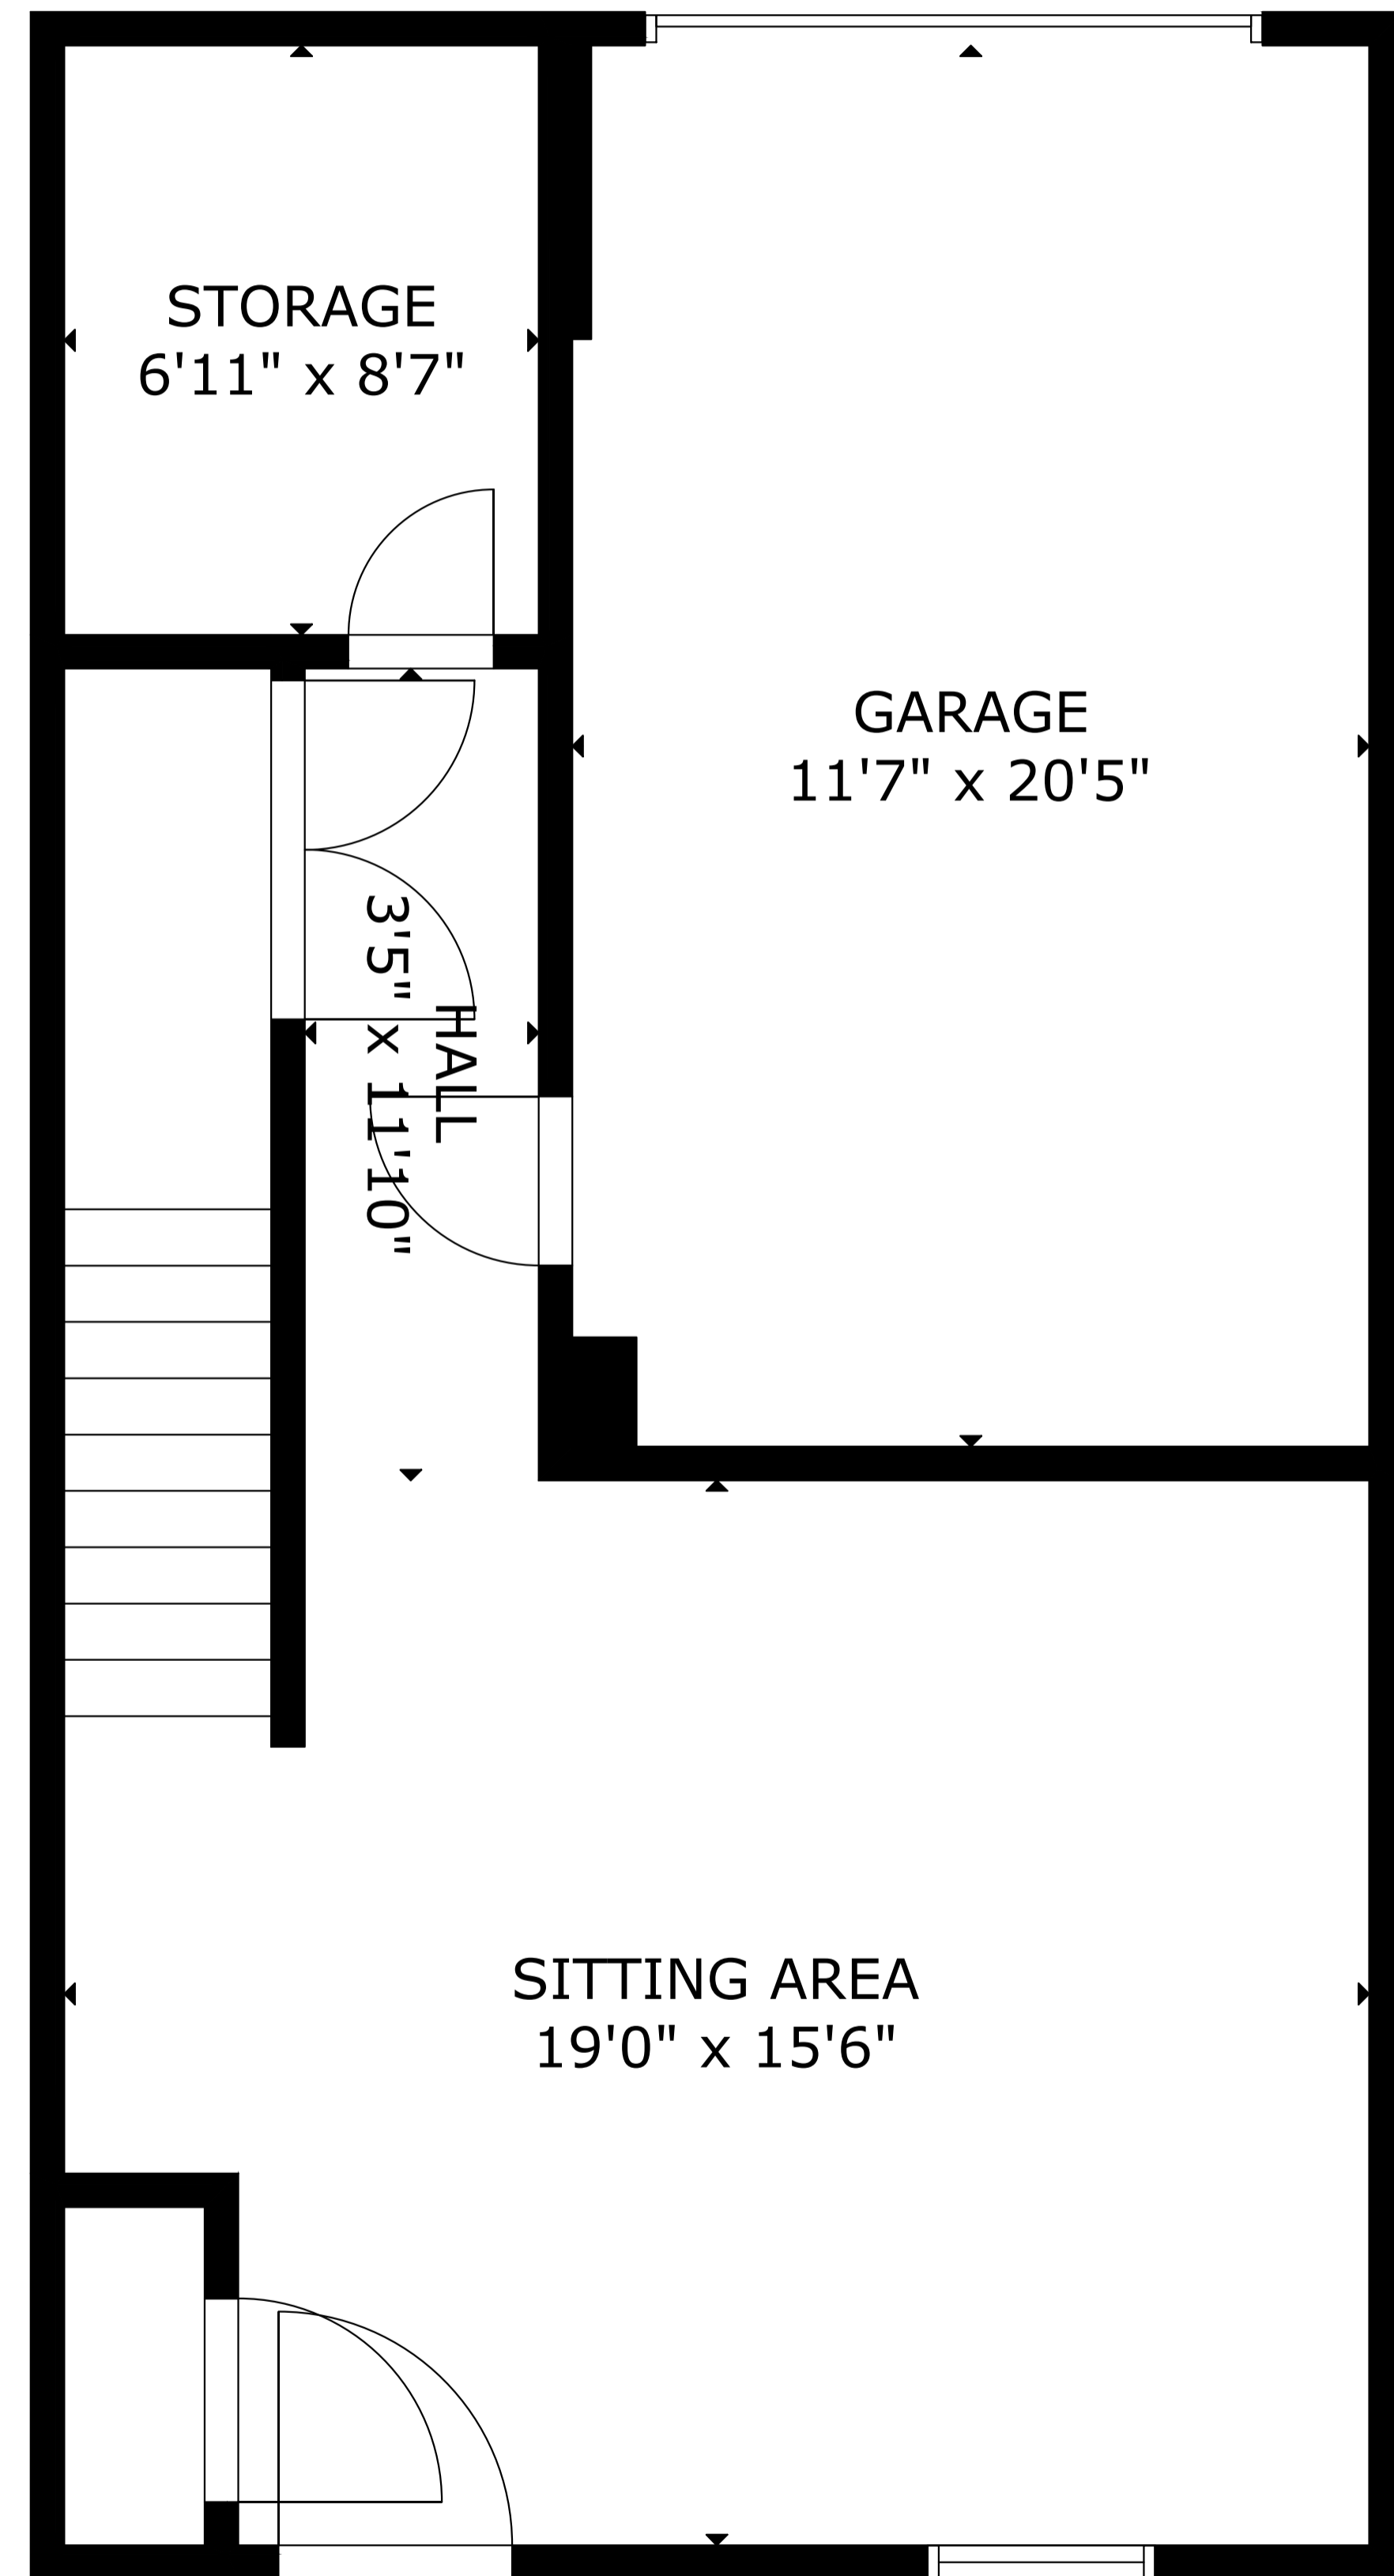 STORAGE
6'11" x 8'7"
GARAGE
11'7" x 20'5"
HALL
3'5" x 11'10"
SITTING AREA
19'0" x 15'6"